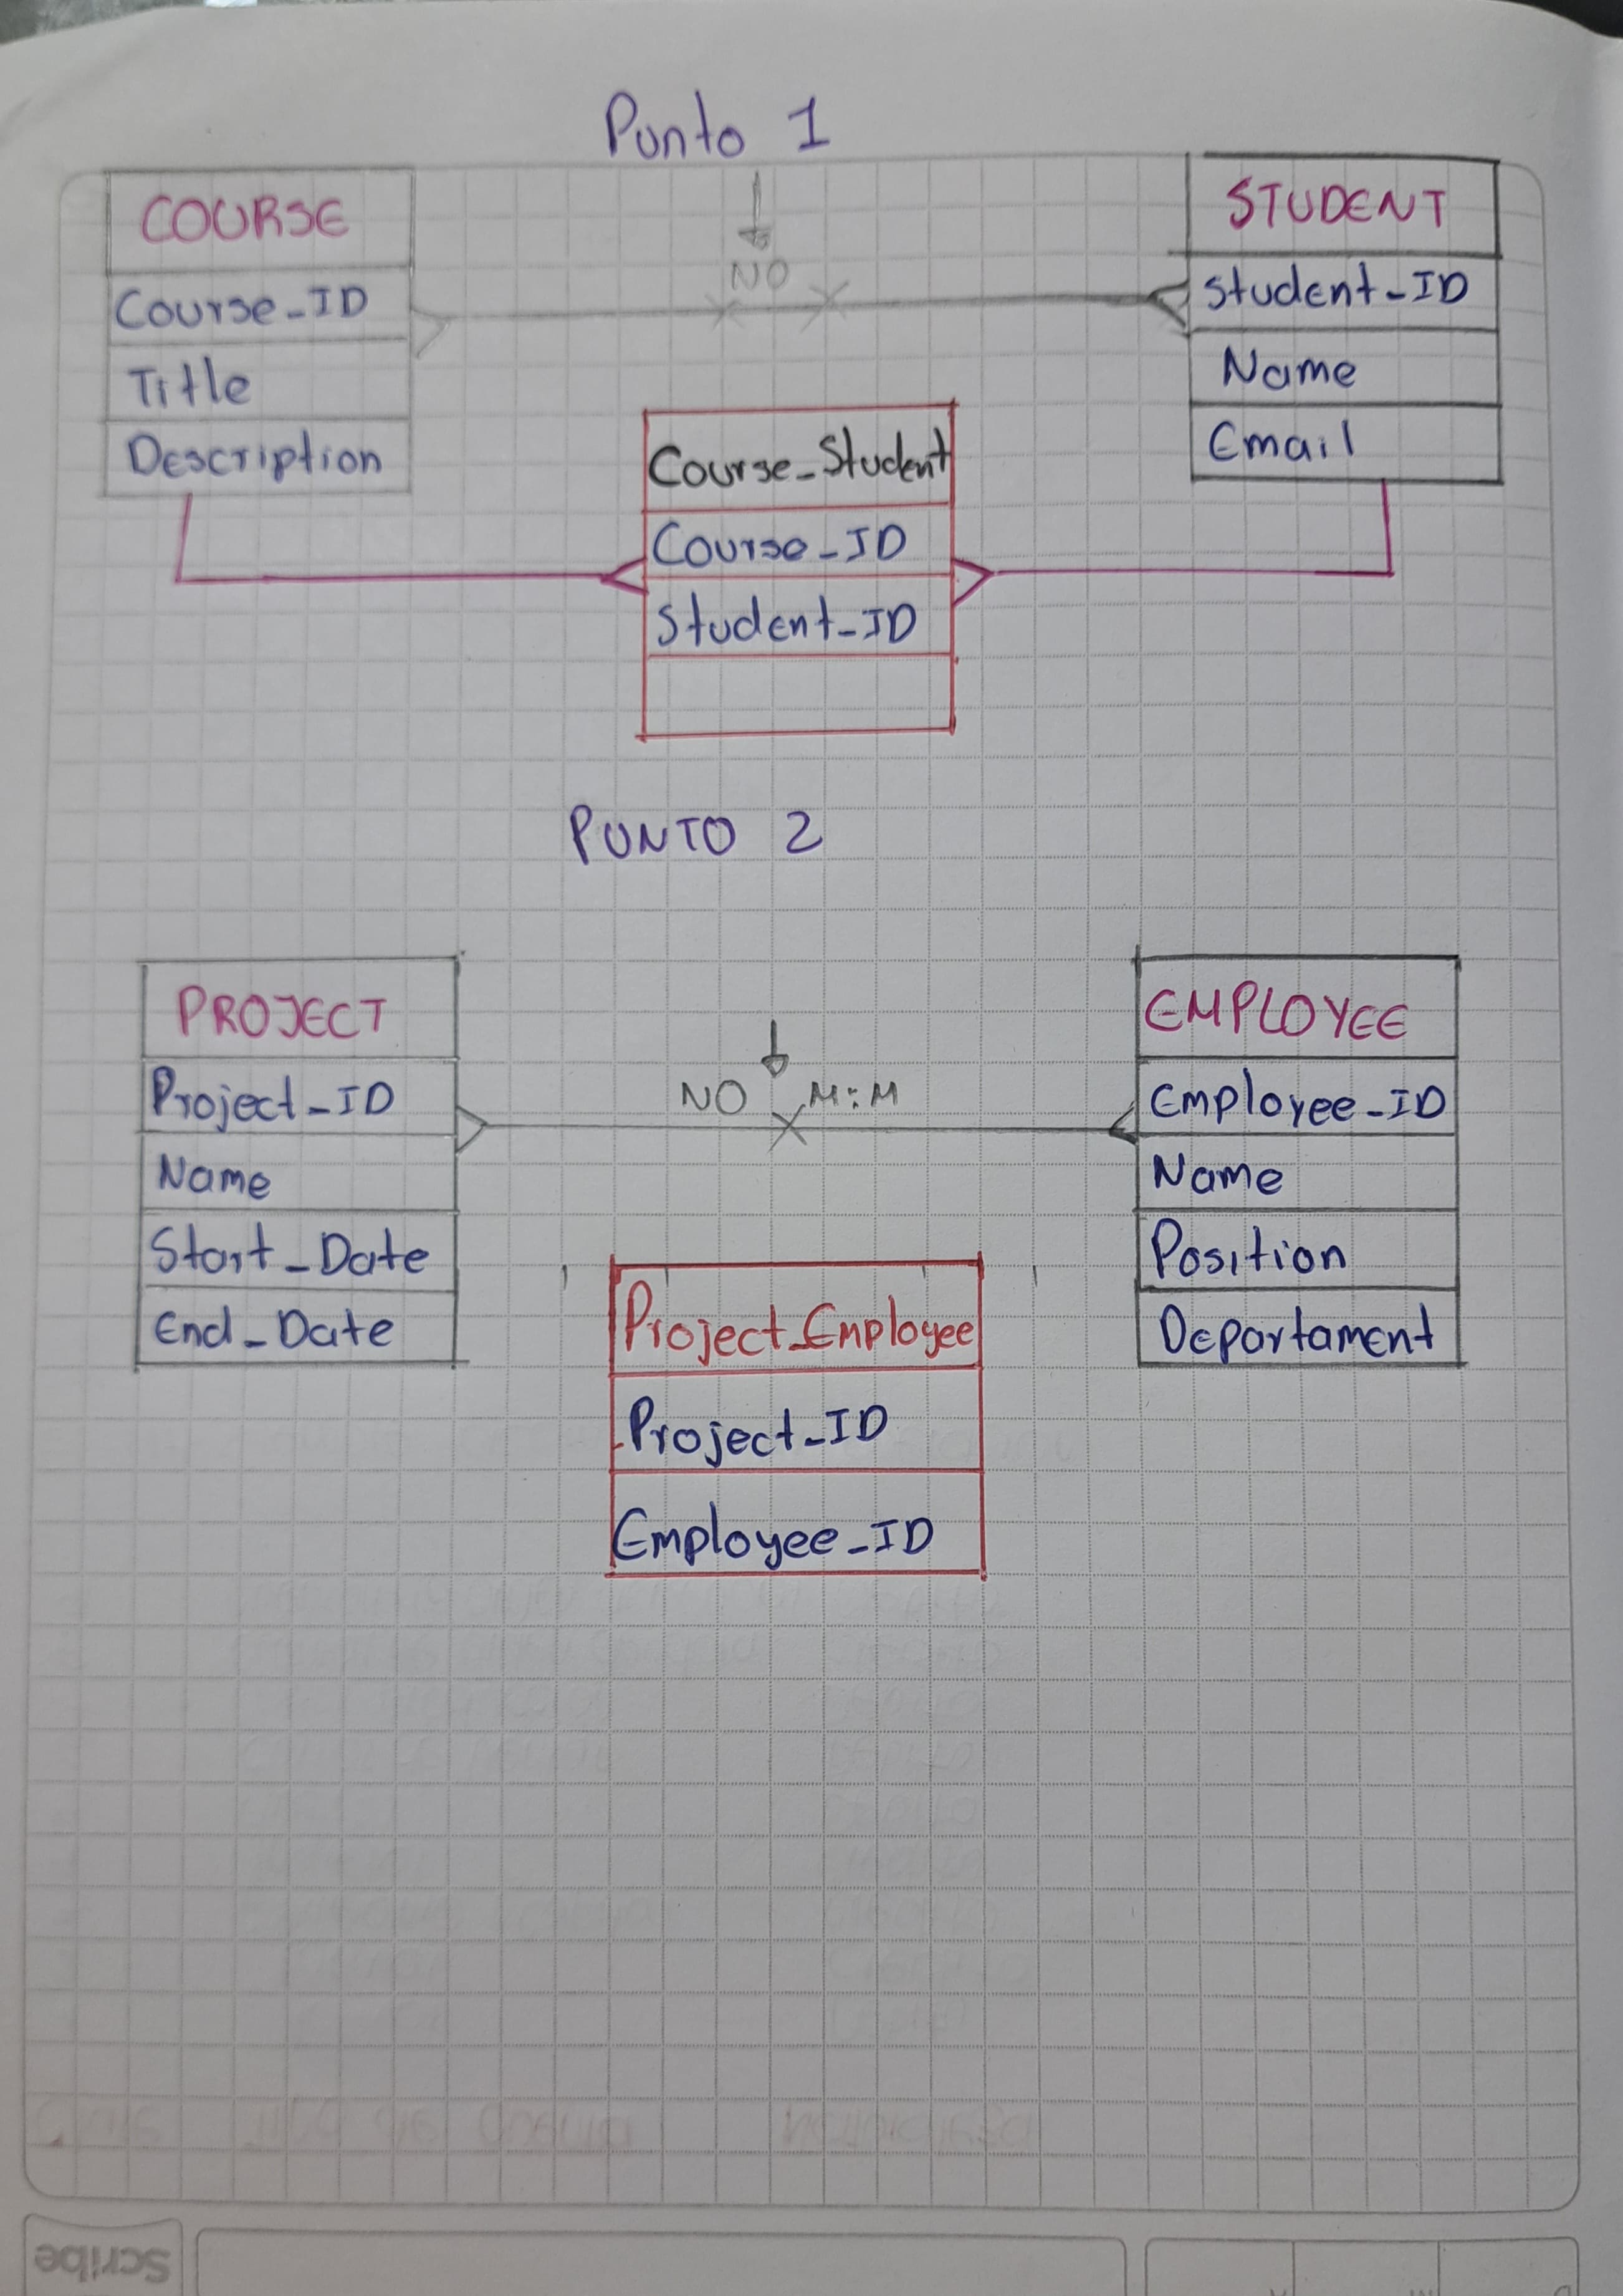 Punto 1
COURSE
Course_ID
Title
Description
NO
STUDENT
Student_ID
Name
Email
Course_Student
Course_ID
Student_ID
PUNTO 2
PROJECT
Project_ID
Name
Start_Date
End_Date
NO M:M
EMPLOYEE
Employee_ID
Name
Position
Departament
Project_Employee
Project_ID
Employee_ID
Scribe